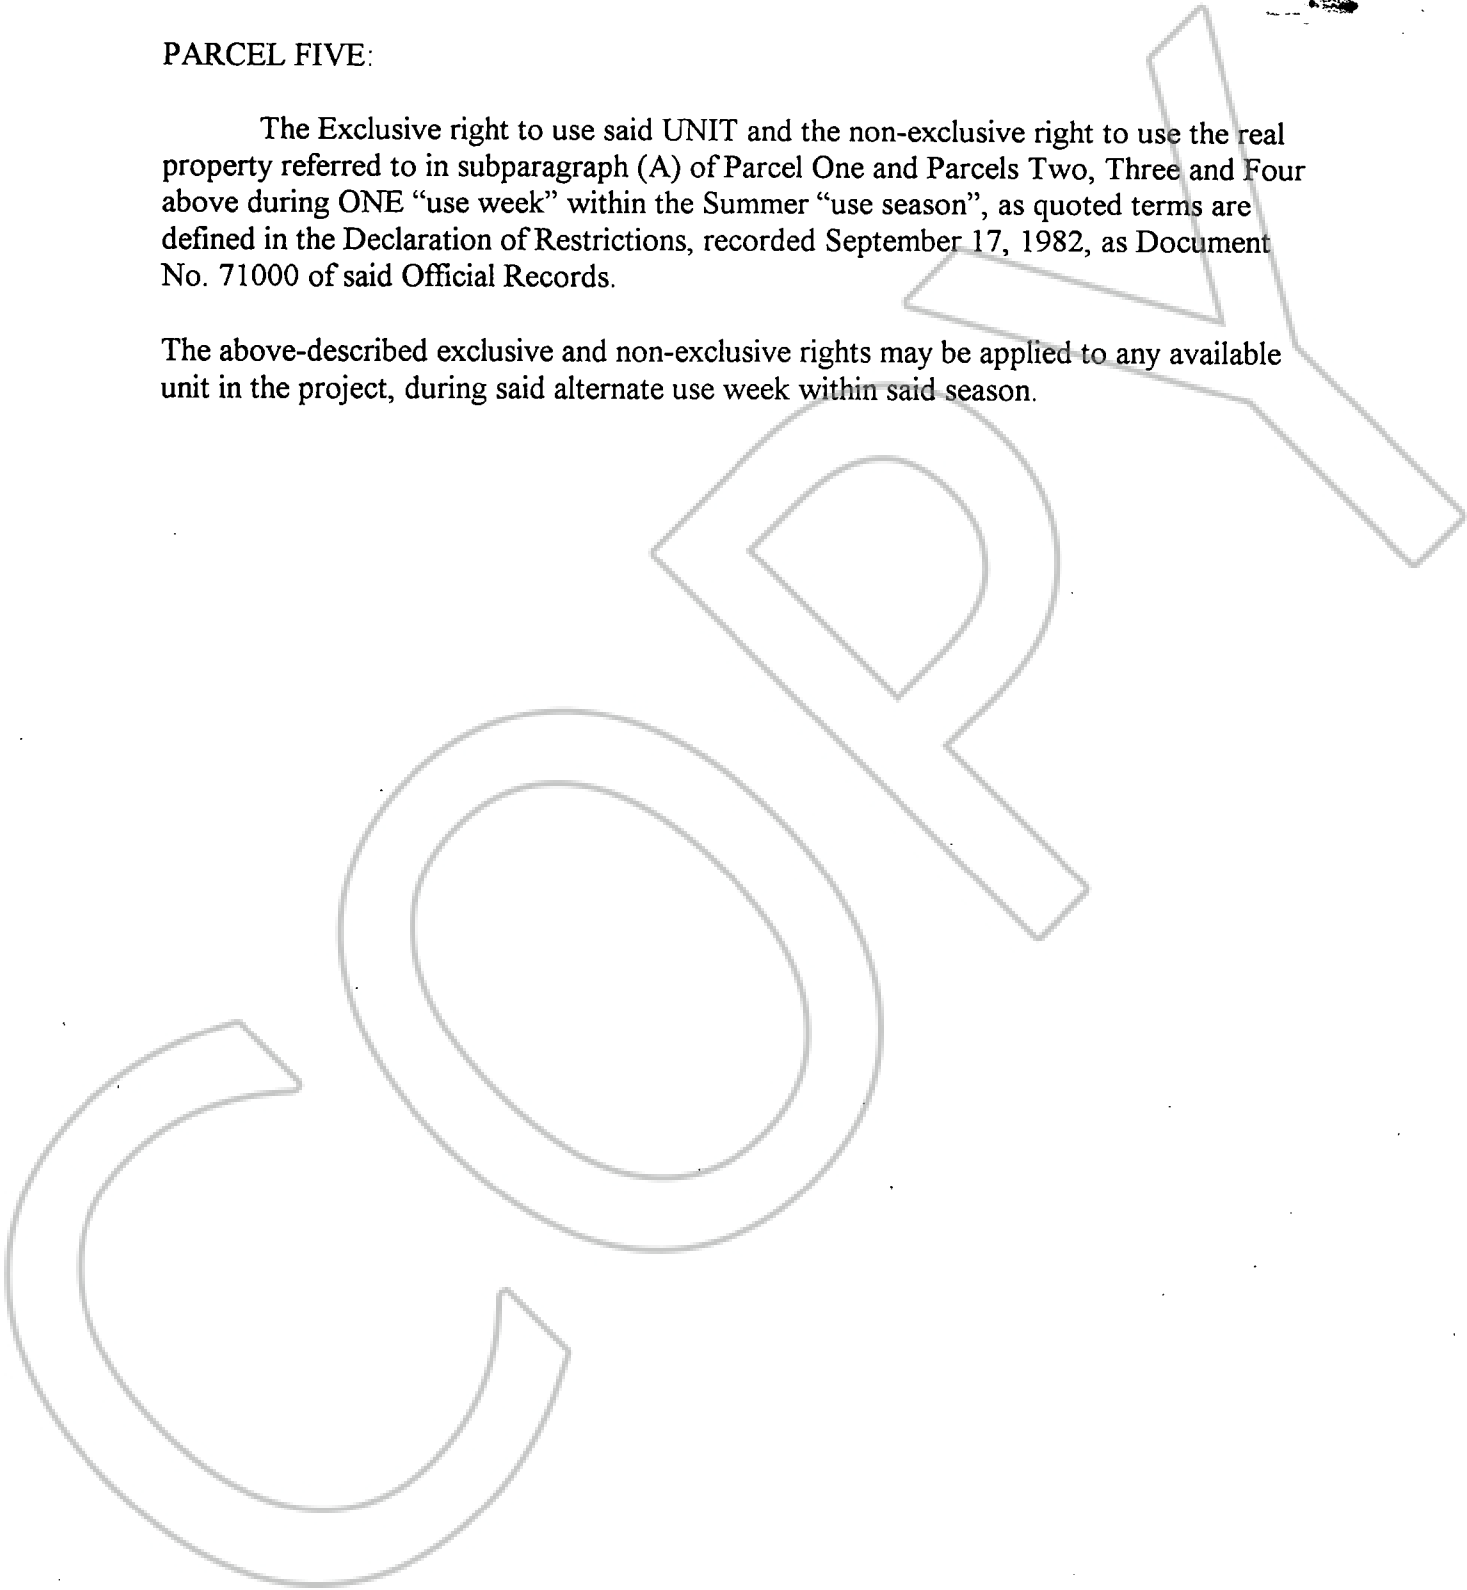 PARCEL FIVE:
The Exclusive right to use said UNIT and the non-exclusive right to use the real
property referred to in subparagraph (A) of Parcel One and Parcels Two, Three and Four
above during ONE “use week” within the Summer “use season”, as quoted terms are
defined in the Declaration of Restrictions, recorded September 17, 1982, as Document
No. 71000 of said Official Records.
The above-described exclusive and non-exclusive rights may be applied to any available
unit in the project, during said alternate use week within said season.
COPY